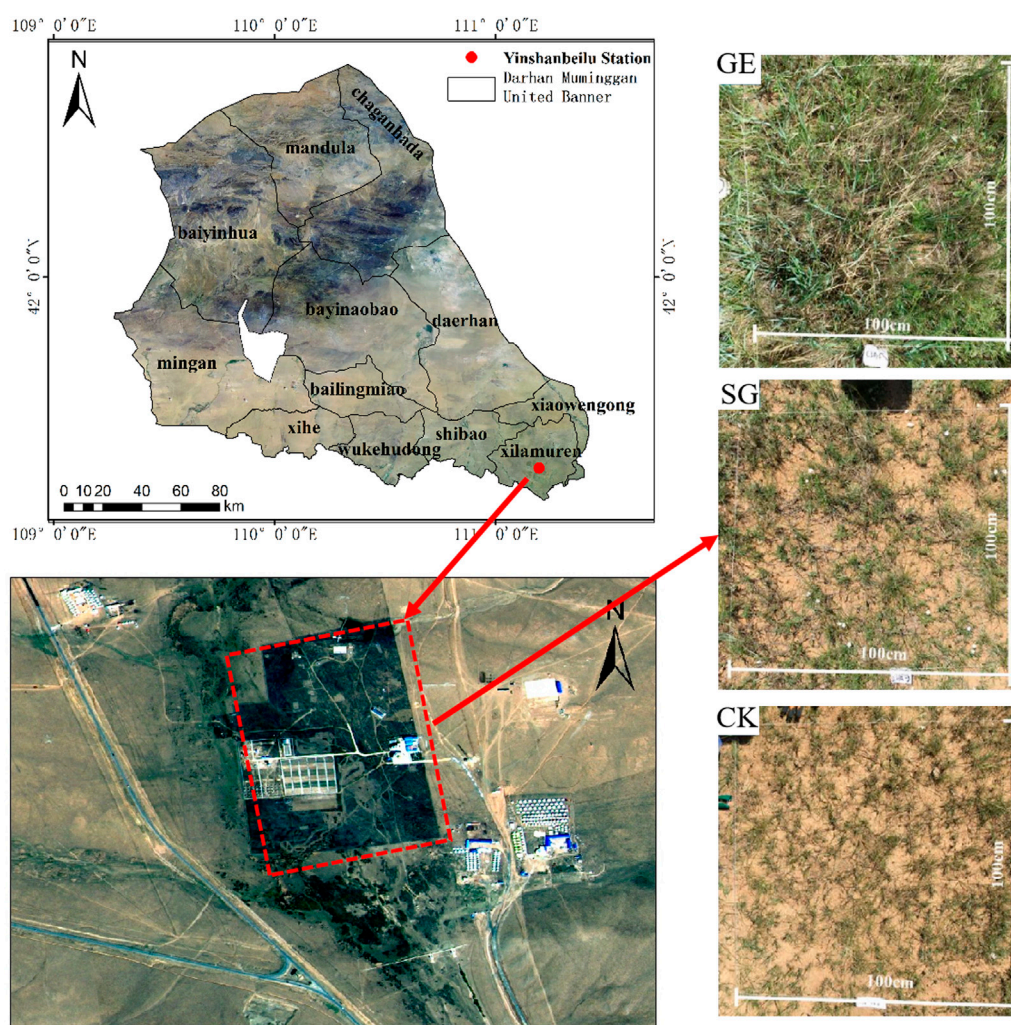 109° 0′0″E
110° 0′0″E
111° 0′0″E
N
Yinshanbeilu Station
Darhan Muminggan
United Banner
chaganhada
mandula
baiyinhua
42° 0′0″N
42° 0′0″N
bayinaobao
daerhan
mingan
bailingmiao
xiaowengong
xihe
shibao
wukehudong
xilamuren
0 10 20 40 60 80
km
109° 0′0″E
110° 0′0″E
111° 0′0″E
N
GE
100cm
100cm
SG
100cm
100cm
CK
100cm
100cm